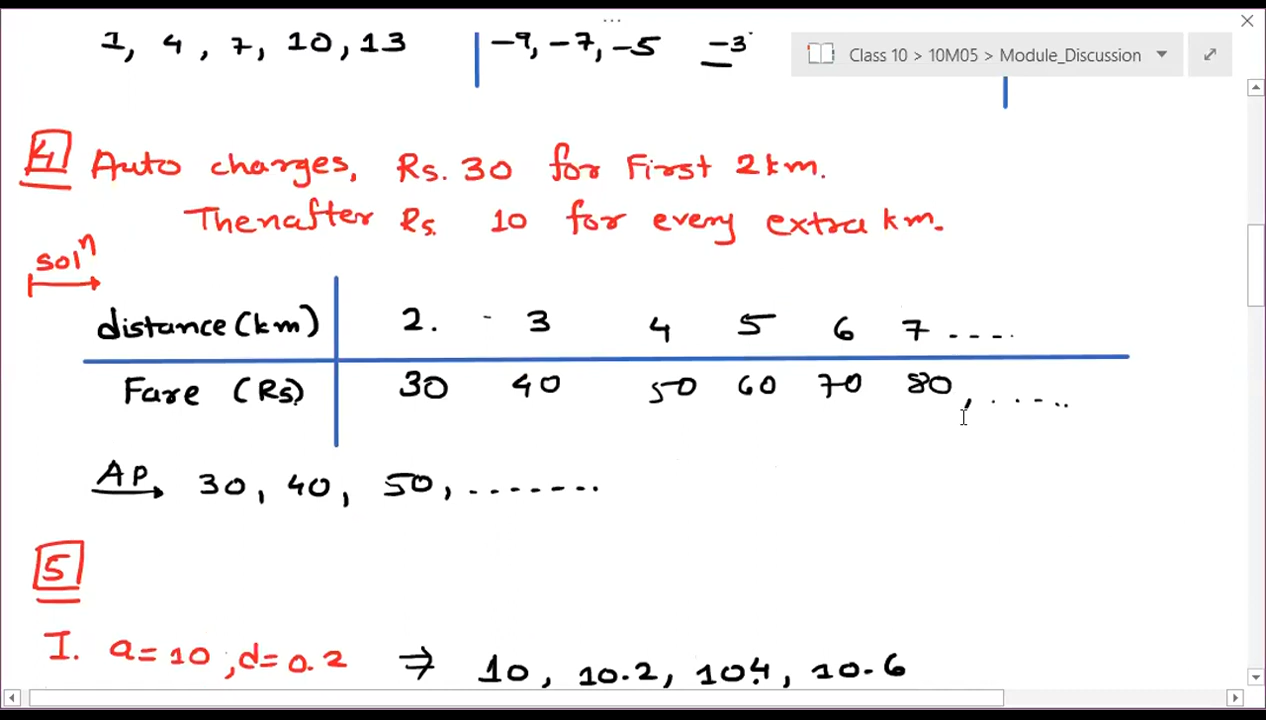 1, 4, 7, 10, 13 -9, -7, -5 -3
Class 10 > 10M05 > Module_Discussion
4 Auto charges, Rs. 30 for First 2 km.
Thenafter Rs. 10 for every extra km.
soln
distance (km) 2. - 3 4 5 6 7 ....
Fare (Rs) 30 40 50 60 70 80, .....
AP 30, 40, 50, .......
5
I. a = 10, d = 0.2 ⇒ 10, 10.2, 10.4, 10.6